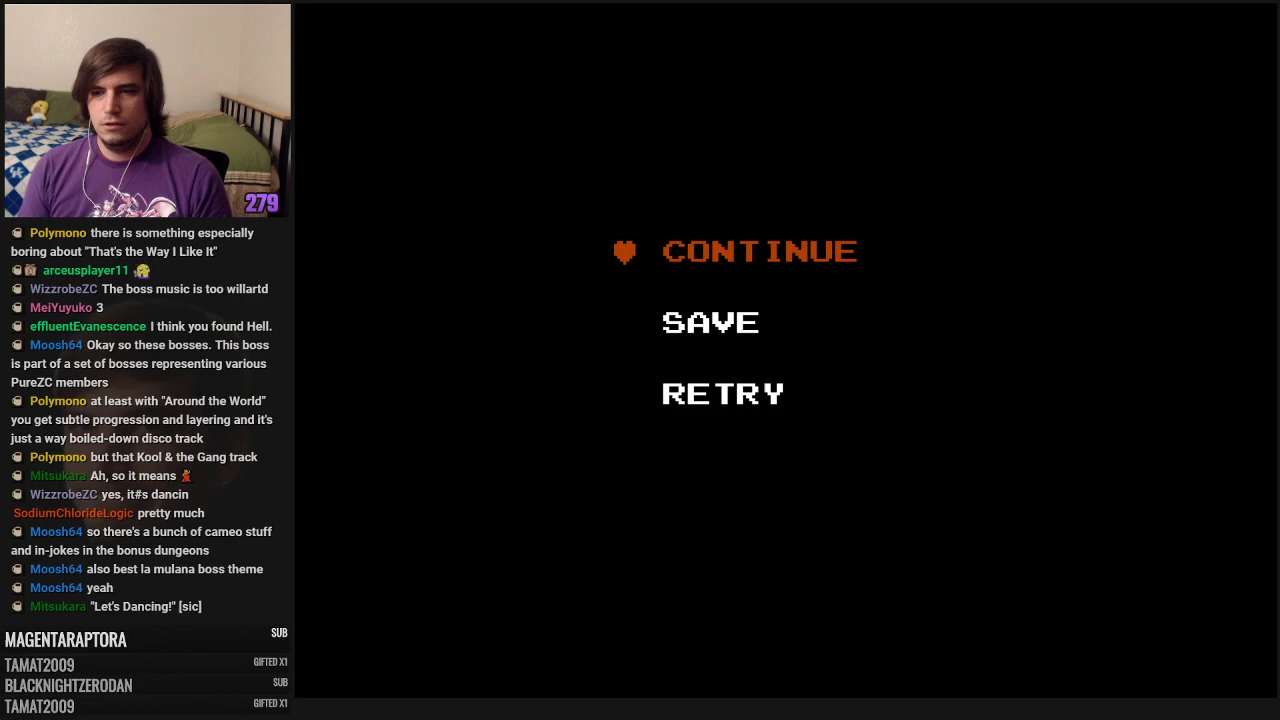 279
Polymono there is something especially
boring about "That's the Way I Like It"
arceusplayer11
WizzrobeZC The boss music is too willartd
MeiYuyuko 3
effluentEvanescence I think you found Hell.
Moosh64 Okay so these bosses. This boss
is part of a set of bosses representing various
PureZC members
Polymono at least with "Around the World"
you get subtle progression and layering and it's
just a way boiled-down disco track
Polymono but that Kool & the Gang track
Mitsukara Ah, so it means
WizzrobeZC yes, it#s dancin
SodiumChlorideLogic pretty much
Moosh64 so there's a bunch of cameo stuff
and in-jokes in the bonus dungeons
Moosh64 also best la mulana boss theme
Moosh64 yeah
Mitsukara "Let's Dancing!" [sic]
MAGENTARAPTORA SUB
TAMAT2009 GIFTED X1
BLACKNIGHTZERODAN SUB
TAMAT2009 GIFTED X1
CONTINUE
SAVE
RETRY